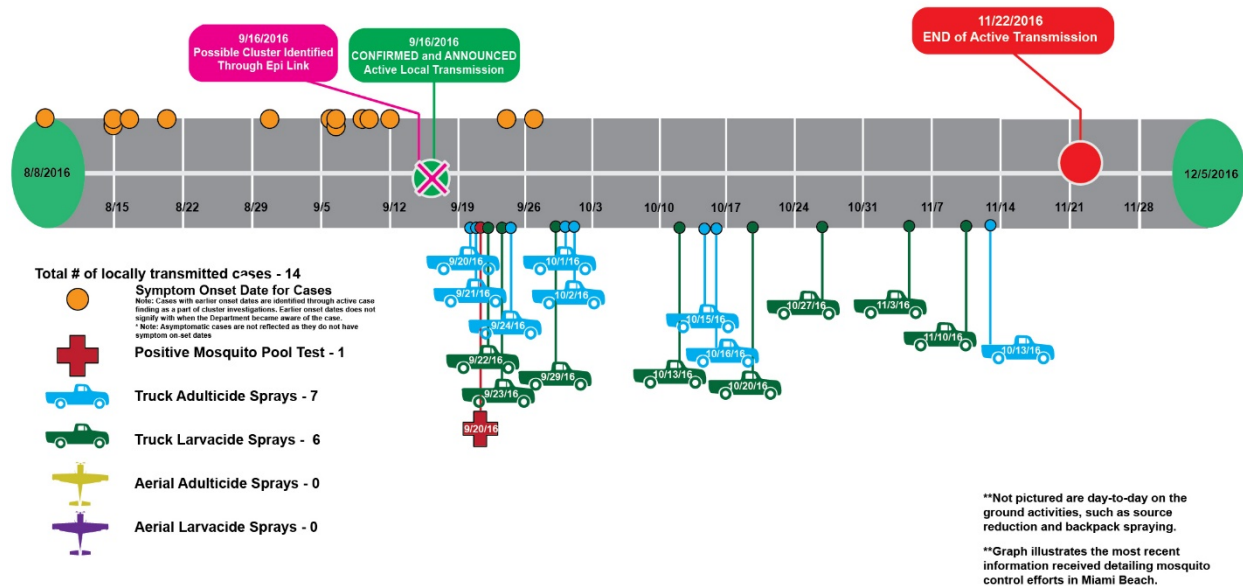 9/16/2016
Possible Cluster Identified
Through Epi Link
9/16/2016
CONFIRMED and ANNOUNCED
Active Local Transmission
11/22/2016
END of Active Transmission
8/8/2016
12/5/2016
8/15
8/22
8/29
9/5
9/12
9/19
9/26
10/3
10/10
10/17
10/24
10/31
11/7
11/14
11/21
11/28
9/20/16
10/1/16
9/21/16
10/2/16
9/24/16
9/22/16
9/29/16
9/23/16
9/20/16
10/15/16
10/16/16
10/13/16
10/20/16
10/27/16
11/3/16
11/10/16
10/13/16
Total # of locally transmitted cases - 14
Symptom Onset Date for Cases
Note: Cases with earlier onset dates are identified through active case
finding as a part of cluster investigations. Earlier onset dates does not
signify with when the Department became aware of the case.
* Note: Asymptomatic cases are not reflected as they do not have
symptom on-set dates
Positive Mosquito Pool Test - 1
Truck Adulticide Sprays - 7
Truck Larvacide Sprays - 6
Aerial Adulticide Sprays - 0
Aerial Larvacide Sprays - 0
**Not pictured are day-to-day on the
ground activities, such as source
reduction and backpack spraying.
**Graph illustrates the most recent
information received detailing mosquito
control efforts in Miami Beach.